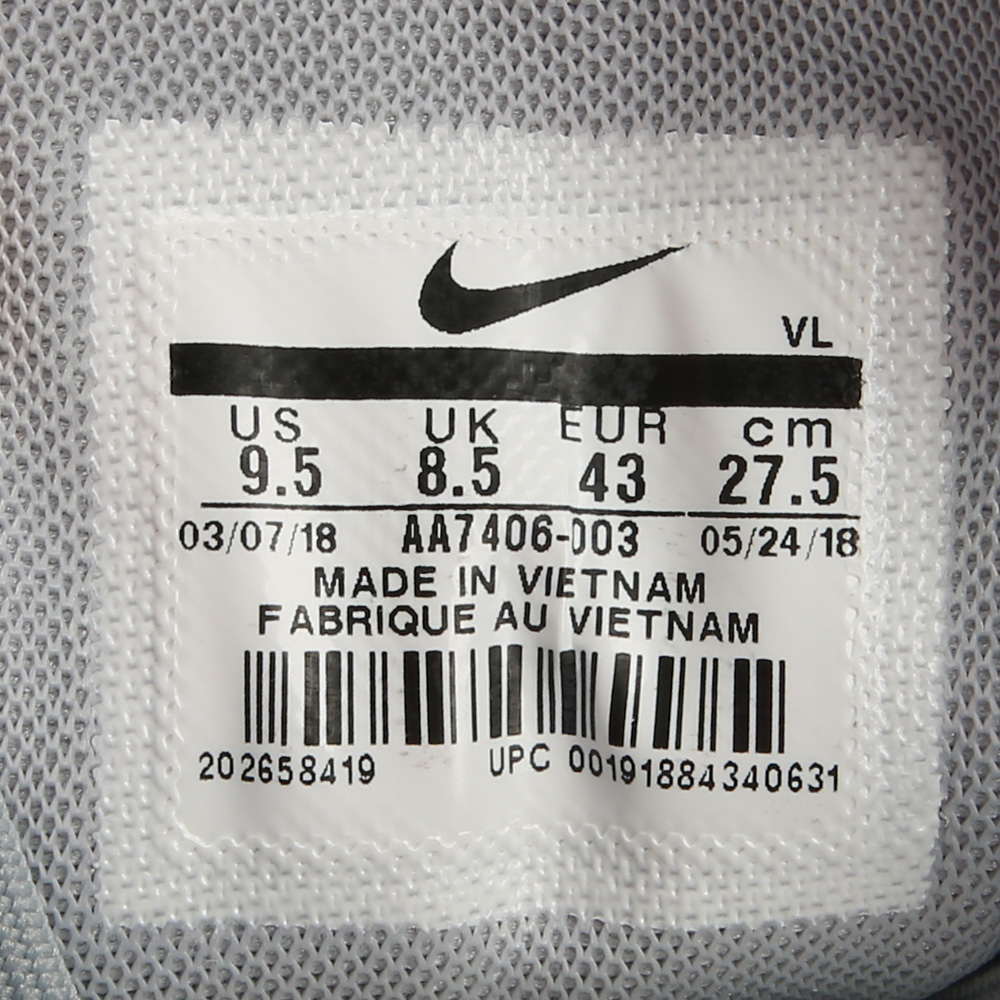 VL
US UK EUR cm
9.5 8.5 43 27.5
03/07/18 AA7406-003 05/24/18
MADE IN VIETNAM
FABRIQUE AU VIETNAM
202658419 UPC 00191884340631